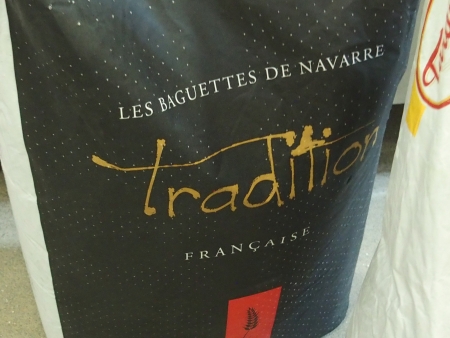 LES BAGUETTES DE NAVARRE
Tradition
FRANÇAISE